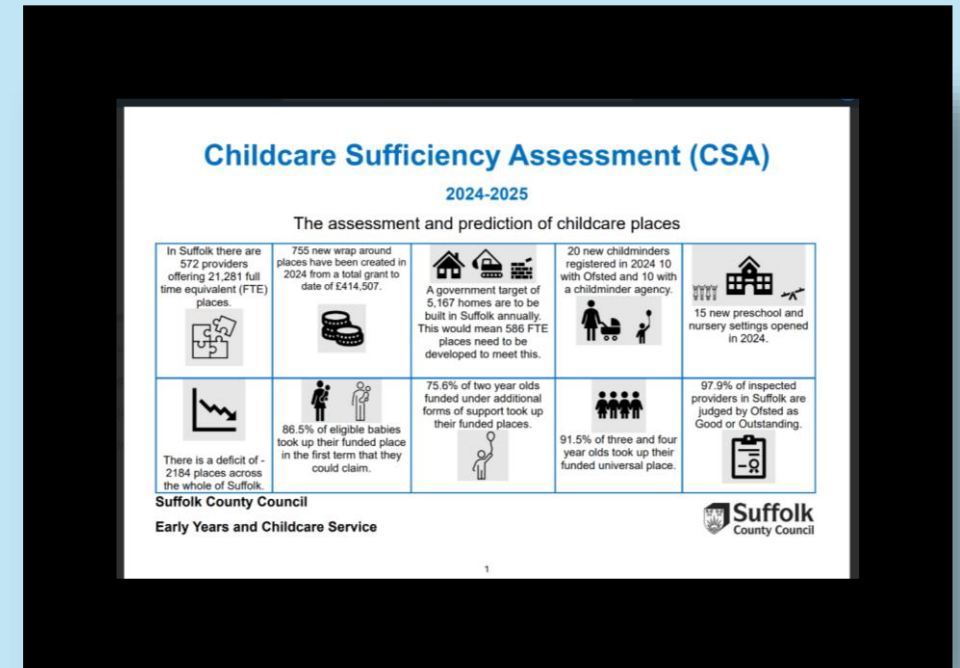 Childcare Sufficiency Assessment (CSA)
2024-2025
The assessment and prediction of childcare places
In Suffolk there are
572 providers
offering 21,281 full
time equivalent (FTE)
places.
755 new wrap around
places have been created in
2024 from a total grant to
date of £414,507.
A government target of
5,167 homes are to be
built in Suffolk annually.
This would mean 586 FTE
places need to be
developed to meet this.
20 new childminders
registered in 2024 10
with Ofsted and 10 with
a childminder agency.
15 new preschool and
nursery settings opened
in 2024.
There is a deficit of -
2184 places across
the whole of Suffolk.
86.5% of eligible babies
took up their funded place
in the first term that they
could claim.
75.6% of two year olds
funded under additional
forms of support took up
their funded places.
91.5% of three and four
year olds took up their
funded universal place.
97.9% of inspected
providers in Suffolk are
judged by Ofsted as
Good or Outstanding.
Suffolk County Council
Early Years and Childcare Service
Suffolk
County Council
1